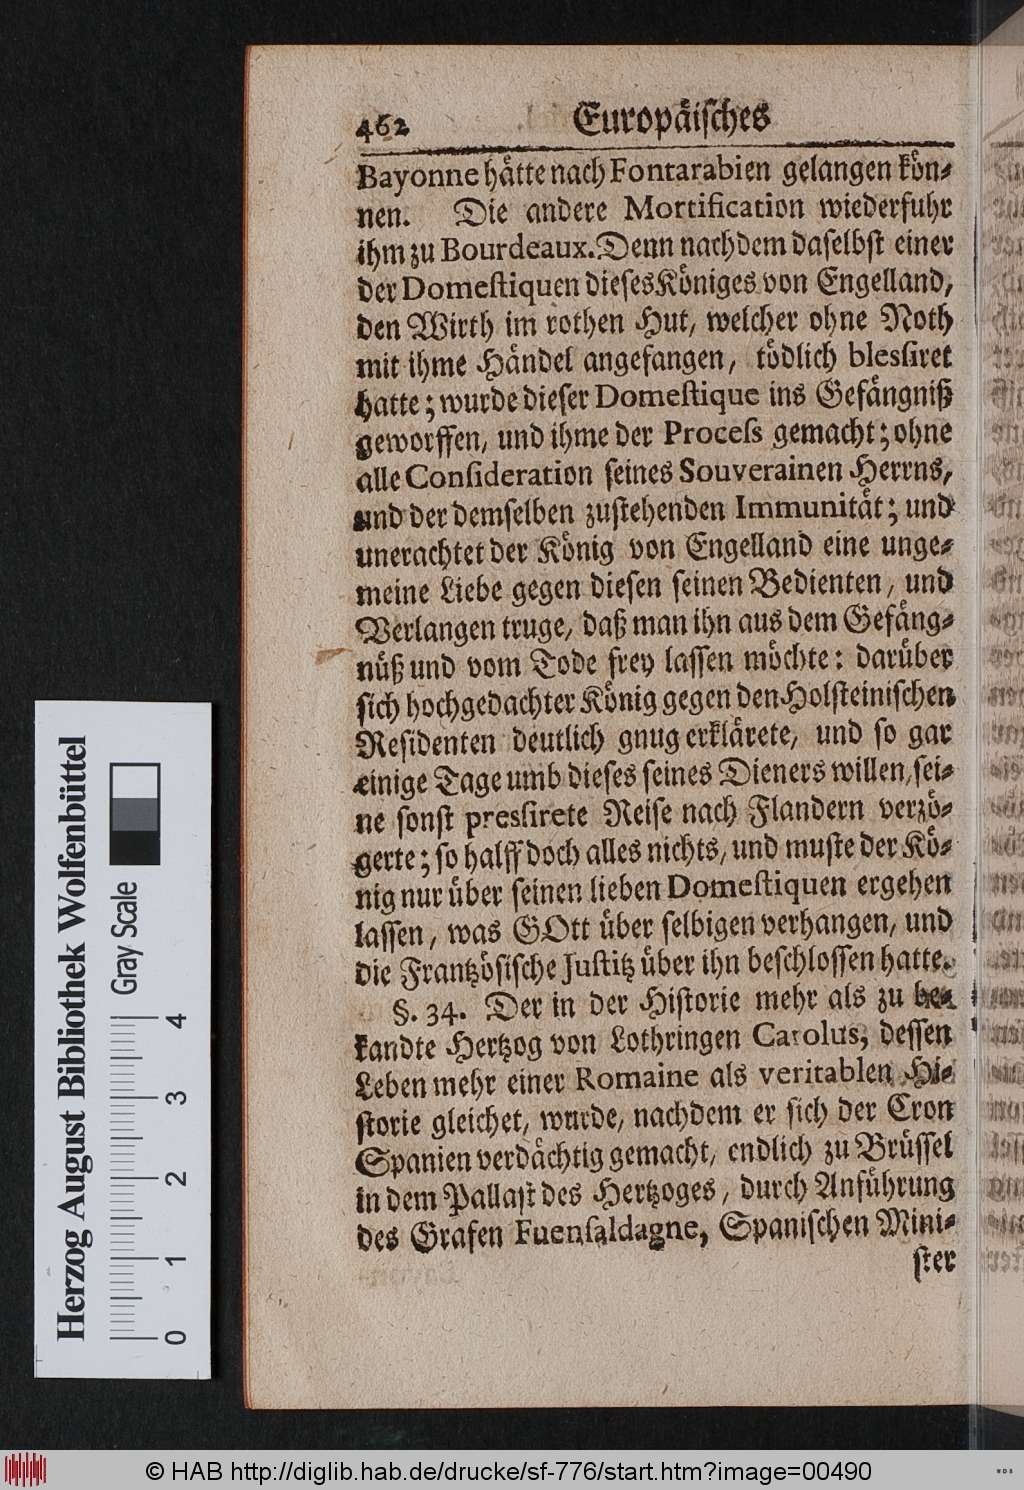 462 Europäiſches
Bayonne hätte nach Fontarabien gelangen kön-
nen. Die andere Mortification wiederfuhr
ihm zu Bourdeaux. Denn nachdem daſelbſt einer
der Domeſtiquen dieſes Königes von Engelland,
den Wirth im rothen Hut, welcher ohne Noth
mit ihme Händel angefangen, tödlich bleſſiret
hatte; wurde dieſer Domeſtique ins Gefängniß
geworffen, und ihme der Proceſs gemacht; ohne
alle Conſideration ſeines Souverainen Herrns,
und der demſelben zuſtehenden Immunität; und
unerachtet der König von Engelland eine unge-
meine Liebe gegen dieſen ſeinen Bedienten, und
Verlangen truge, daß man ihn aus dem Gefäng-
nüß und vom Tode frey laſſen möchte: darüber
ſich hochgedachter König gegen den Holſteiniſchen
Reſidenten deutlich gnug erklärete, und ſo gar
einige Tage umb dieſes ſeines Dieners willen, ſei-
ne ſonſt preſſirete Reiſe nach Flandern verzö-
gerte; ſo halff doch alles nichts, und muſte der Kö-
nig nur über ſeinen lieben Domeſtiquen ergehen
laſſen, was GOtt über ſelbigen verhangen, und
die Frantzöſiſche Juſtitz über ihn beſchloſſen hatte.
§. 34. Der in der Hiſtorie mehr als zu be-
kandte Hertzog von Lothringen Carolus, deſſen
Leben mehr einer Romaine als veritablen Hi-
ſtorie gleichet, wurde, nachdem er ſich der Cron
Spanien verdächtig gemacht, endlich zu Brüſſel
in dem Pallaſt des Hertzoges, durch Anführung
des Grafen Fuenſaldagne, Spaniſchen Mini-
ſter
Herzog August Bibliothek Wolfenbüttel
Gray Scale
0 1 2 3 4
© HAB http://diglib.hab.de/drucke/sf-776/start.htm?image=00490